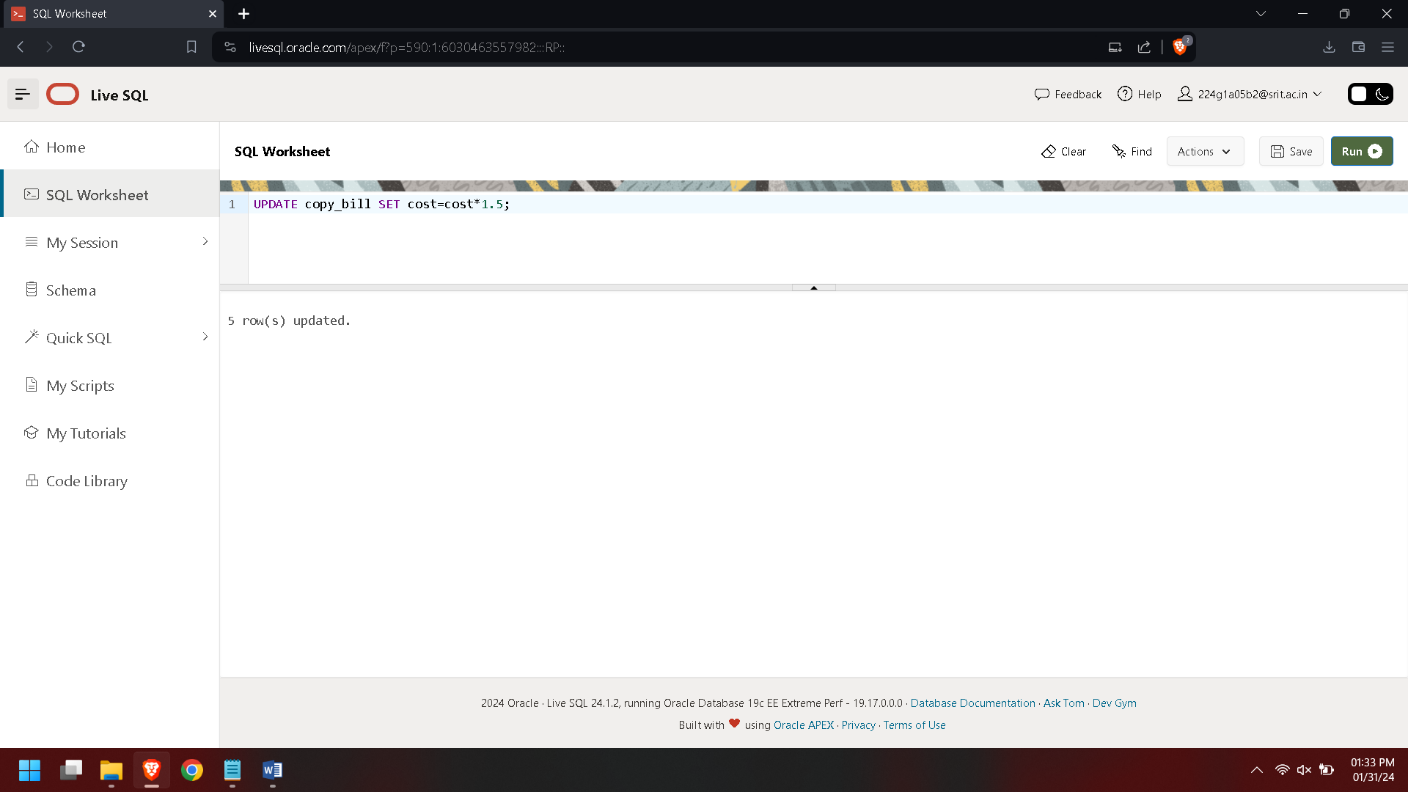 SQL Worksheet
livesql.oracle.com/apex/f?p=590:1:6030463557982:::RP::
2
Live SQL
Feedback
Help
224g1a05b2@srit.ac.in
Home
SQL Worksheet
My Session
Schema
Quick SQL
My Scripts
My Tutorials
Code Library
SQL Worksheet
Clear
Find
Actions
Save
Run
1 UPDATE copy_bill SET cost=cost*1.5;
5 row(s) updated.
2024 Oracle · Live SQL 24.1.2, running Oracle Database 19c EE Extreme Perf - 19.17.0.0.0 · Database Documentation · Ask Tom · Dev Gym
Built with ❤ using Oracle APEX · Privacy · Terms of Use
01:33 PM
01/31/24